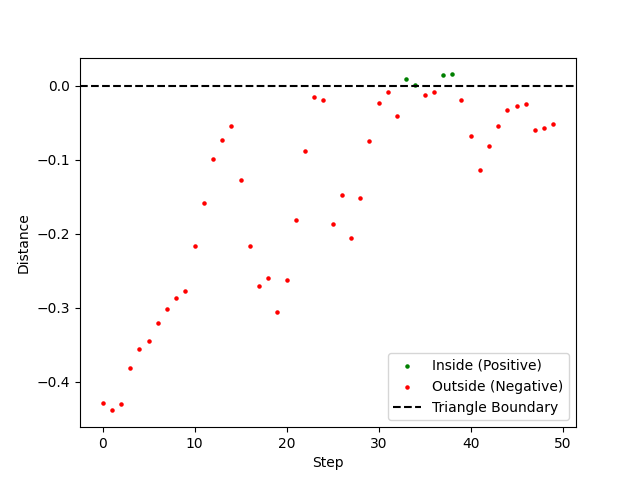 0.0
−0.1
−0.2
−0.3
−0.4
Distance
0
10
20
30
40
50
Step
Inside (Positive)
Outside (Negative)
Triangle Boundary